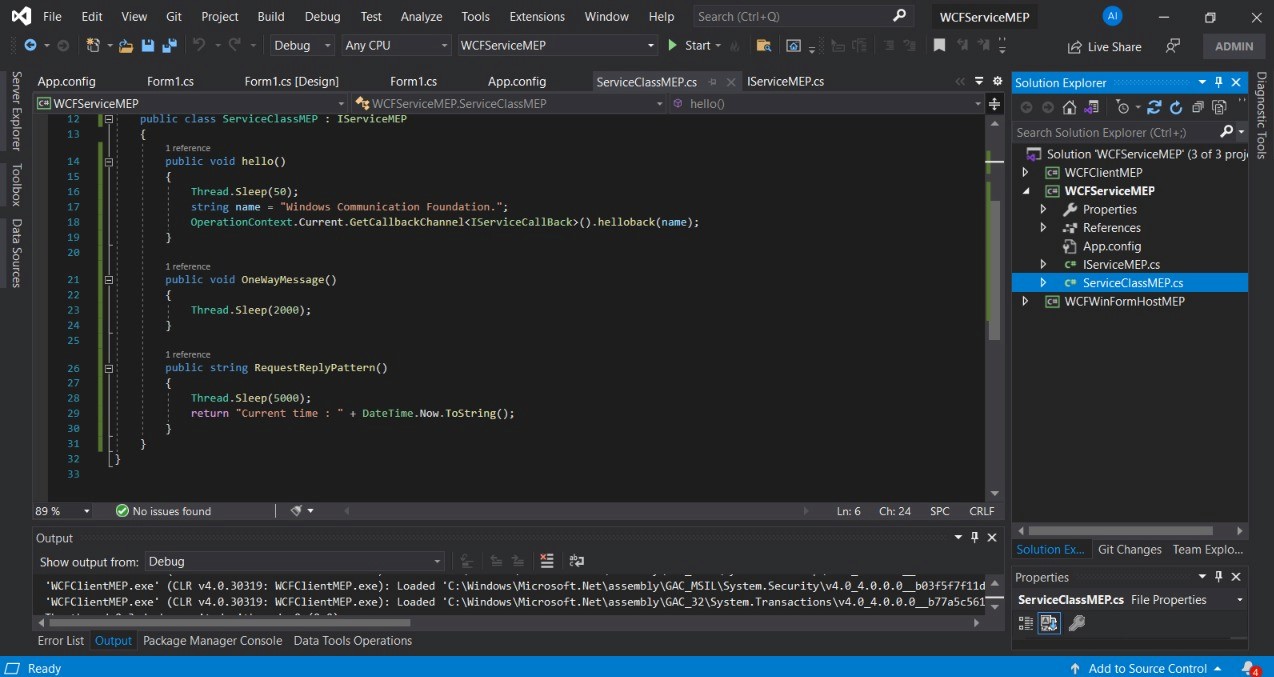 File Edit View Git Project Build Debug Test Analyze Tools Extensions Window Help Search (Ctrl+Q) WCFServiceMEP AI
Debug Any CPU WCFServiceMEP Start Live Share ADMIN
Server Explorer
Toolbox
Data Sources
App.config Form1.cs Form1.cs [Design] Form1.cs App.config ServiceClassMEP.cs IServiceMEP.cs
WCFServiceMEP WCFServiceMEP.ServiceClassMEP hello()
12 public class ServiceClassMEP : IServiceMEP
13 {
1 reference
14 public void hello()
15 {
16 Thread.Sleep(50);
17 string name = "Windows Communication Foundation.";
18 OperationContext.Current.GetCallbackChannel<IServiceCallBack>().helloback(name);
19 }
20
1 reference
21 public void OneWayMessage()
22 {
23 Thread.Sleep(2000);
24 }
25
1 reference
26 public string RequestReplyPattern()
27 {
28 Thread.Sleep(5000);
29 return "Current time : " + DateTime.Now.ToString();
30 }
31 }
32 }
33
89 % No issues found Ln: 6 Ch: 24 SPC CRLF
Output
Show output from: Debug
'WCFClientMEP.exe' (CLR v4.0.30319: WCFClientMEP.exe): Loaded 'C:\Windows\Microsoft.Net\assembly\GAC_MSIL\System.Security\v4.0_4.0.0.0__b03f5f7f11d
'WCFClientMEP.exe' (CLR v4.0.30319: WCFClientMEP.exe): Loaded 'C:\Windows\Microsoft.Net\assembly\GAC_32\System.Transactions\v4.0_4.0.0.0__b77a5c561
Error List Output Package Manager Console Data Tools Operations
Solution Explorer
Search Solution Explorer (Ctrl+;)
Solution 'WCFServiceMEP' (3 of 3 proje
WCFClientMEP
WCFServiceMEP
Properties
References
App.config
IServiceMEP.cs
ServiceClassMEP.cs
WCFWinFormHostMEP
Solution Ex... Git Changes Team Explo...
Properties
ServiceClassMEP.cs File Properties
Diagnostic Tools
Ready Add to Source Control 4